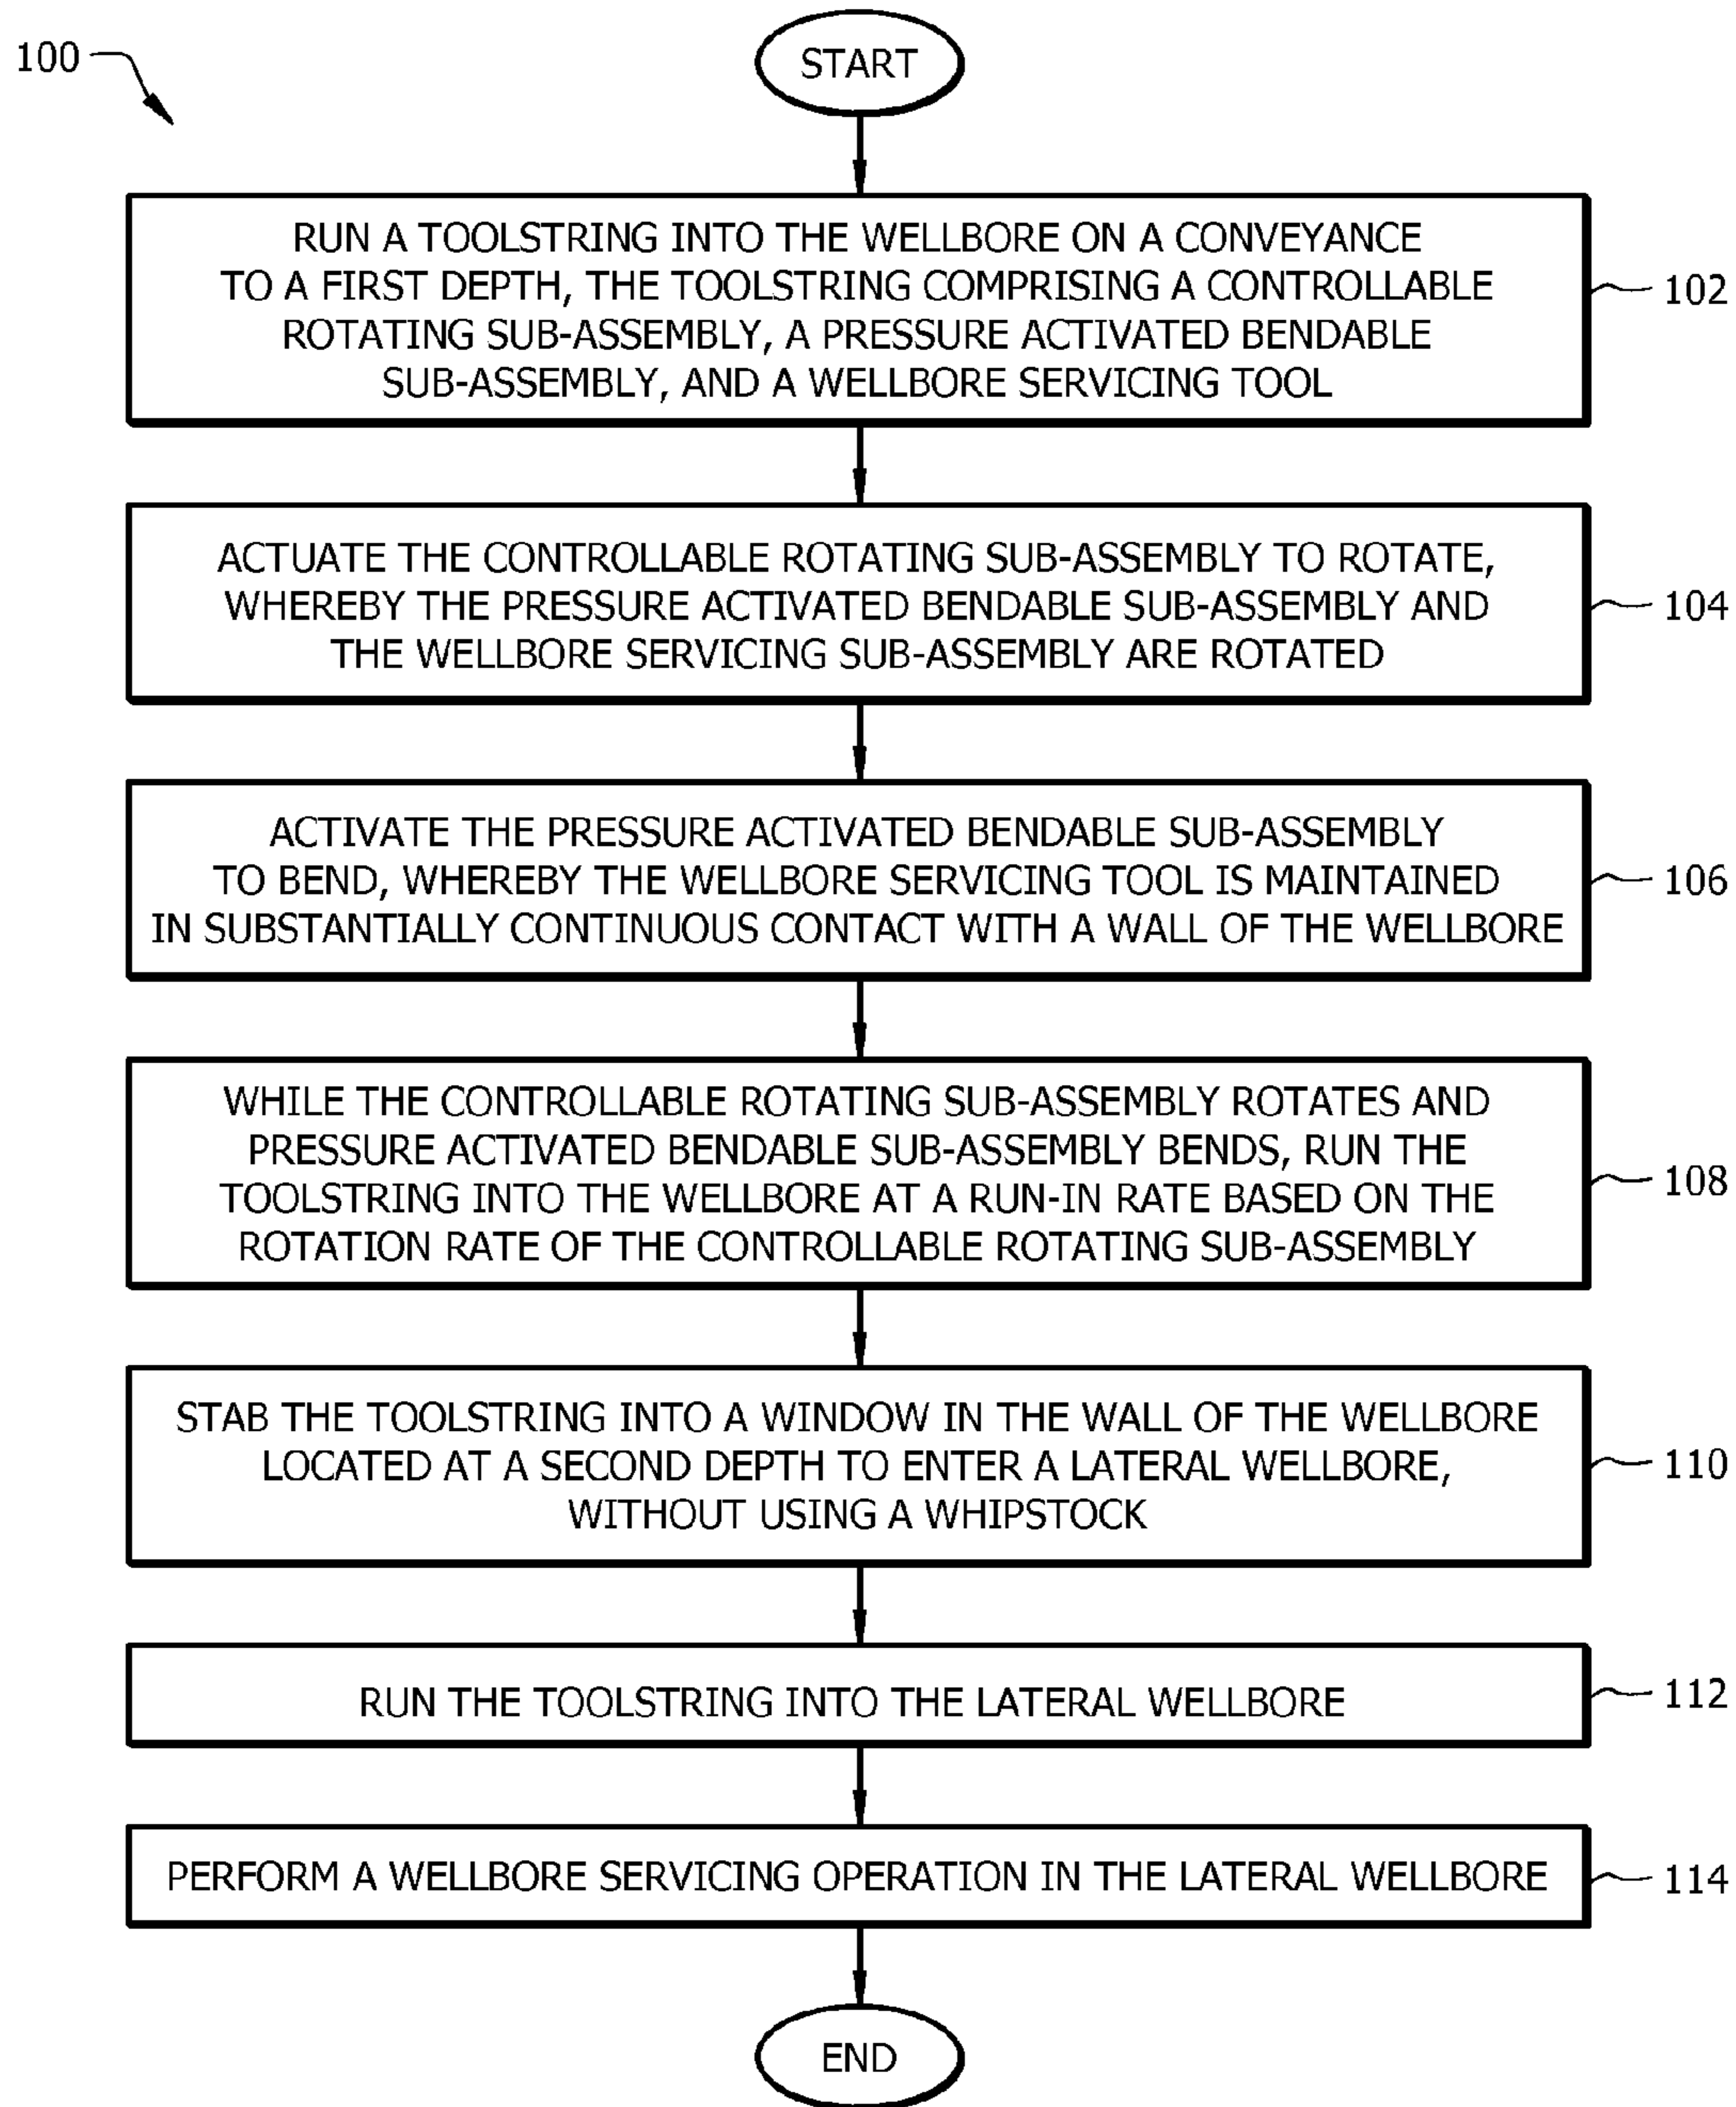 100
START
RUN A TOOLSTRING INTO THE WELLBORE ON A CONVEYANCE
TO A FIRST DEPTH, THE TOOLSTRING COMPRISING A CONTROLLABLE
ROTATING SUB-ASSEMBLY, A PRESSURE ACTIVATED BENDABLE
SUB-ASSEMBLY, AND A WELLBORE SERVICING TOOL
102
ACTUATE THE CONTROLLABLE ROTATING SUB-ASSEMBLY TO ROTATE,
WHEREBY THE PRESSURE ACTIVATED BENDABLE SUB-ASSEMBLY AND
THE WELLBORE SERVICING SUB-ASSEMBLY ARE ROTATED
104
ACTIVATE THE PRESSURE ACTIVATED BENDABLE SUB-ASSEMBLY
TO BEND, WHEREBY THE WELLBORE SERVICING TOOL IS MAINTAINED
IN SUBSTANTIALLY CONTINUOUS CONTACT WITH A WALL OF THE WELLBORE
106
WHILE THE CONTROLLABLE ROTATING SUB-ASSEMBLY ROTATES AND
PRESSURE ACTIVATED BENDABLE SUB-ASSEMBLY BENDS, RUN THE
TOOLSTRING INTO THE WELLBORE AT A RUN-IN RATE BASED ON THE
ROTATION RATE OF THE CONTROLLABLE ROTATING SUB-ASSEMBLY
108
STAB THE TOOLSTRING INTO A WINDOW IN THE WALL OF THE WELLBORE
LOCATED AT A SECOND DEPTH TO ENTER A LATERAL WELLBORE,
WITHOUT USING A WHIPSTOCK
110
RUN THE TOOLSTRING INTO THE LATERAL WELLBORE
112
PERFORM A WELLBORE SERVICING OPERATION IN THE LATERAL WELLBORE
114
END